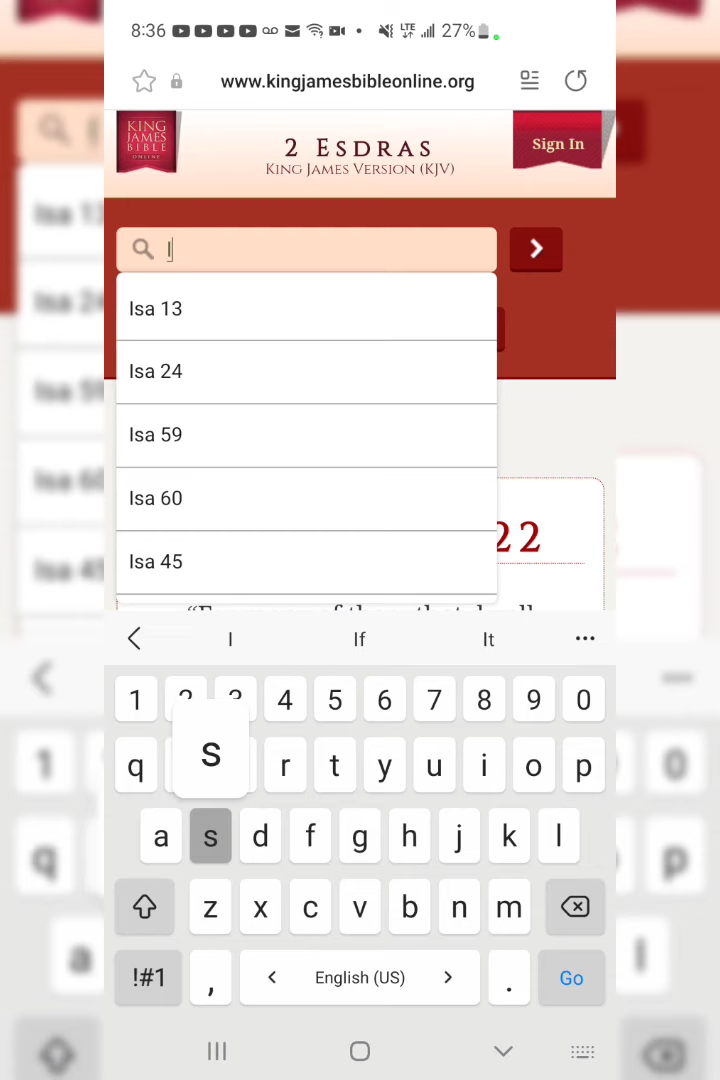 8:36 LTE 27%
www.kingjamesbibleonline.org
KING
JAMES
BIBLE
ONLINE
2 ESDRAS
KING JAMES VERSION (KJV)
Sign In
I
Isa 13
Isa 24
Isa 59
Isa 60
Isa 45
22
I If It ...
1 2 3 4 5 6 7 8 9 0
s
q r t y u i o p
a s d f g h j k l
z x c v b n m
!#1 , < English (US) > . Go